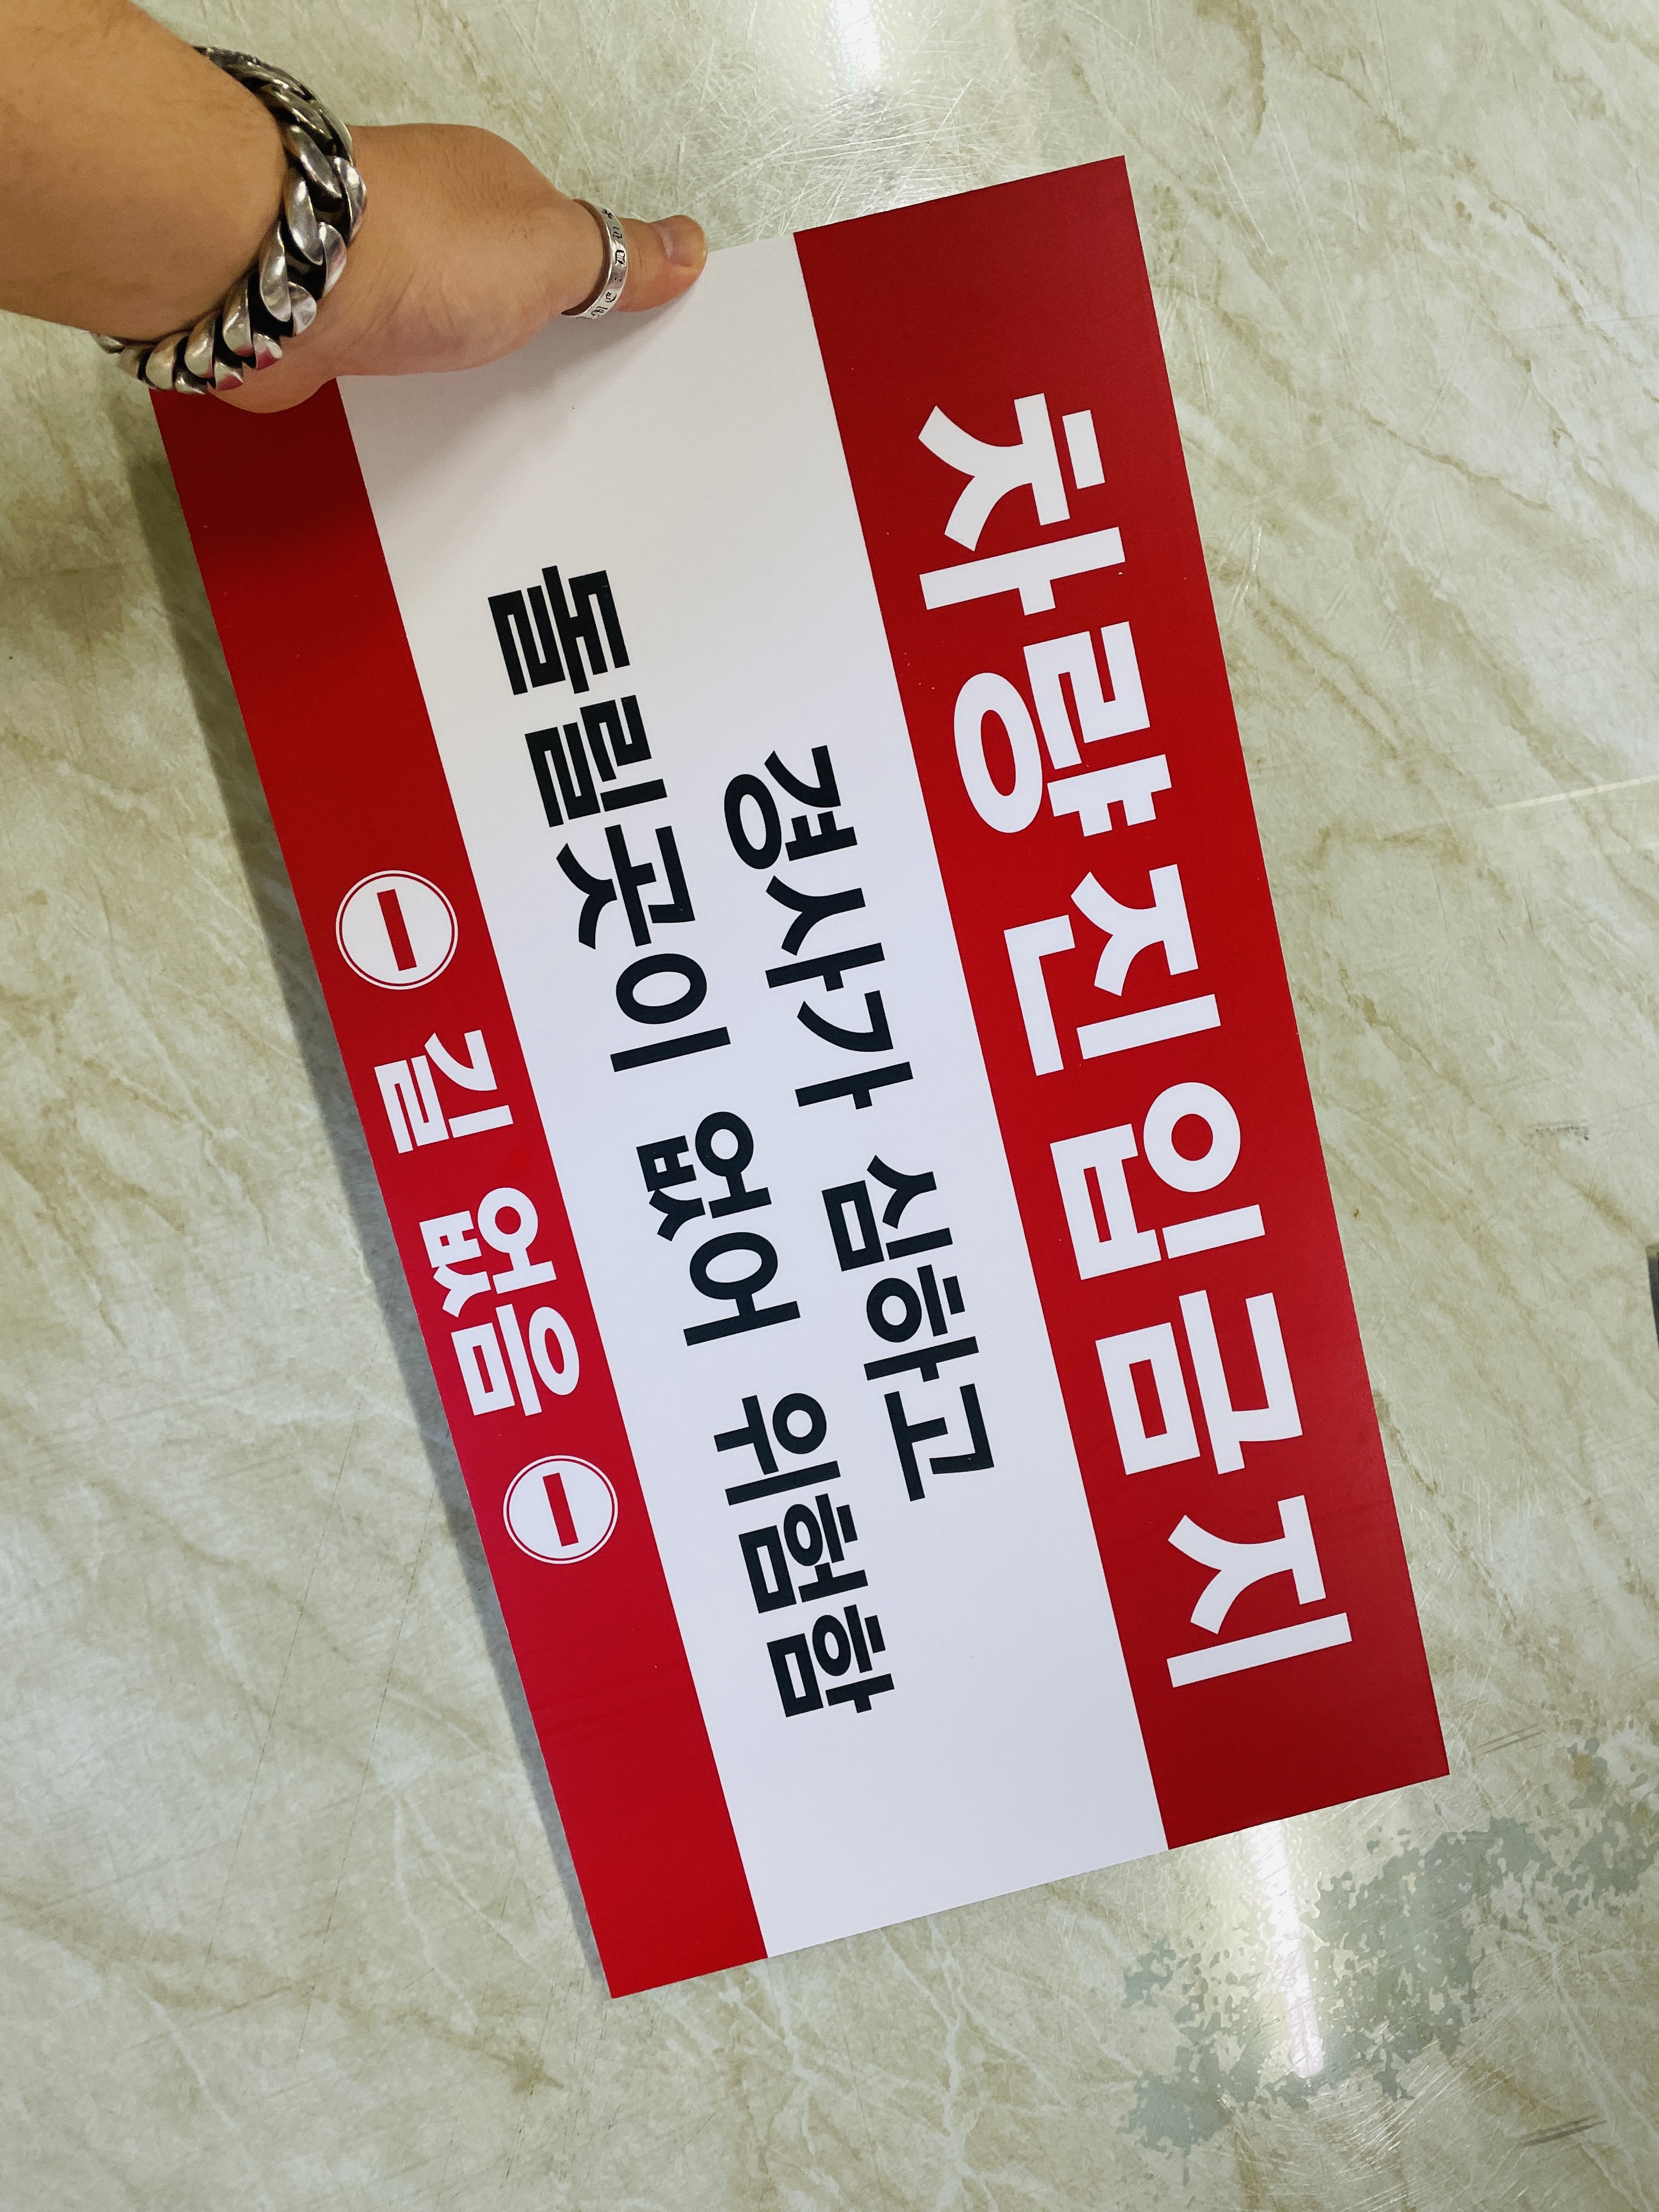 차량진입금지
경사가 심하고
돌릴곳이 없어 위험함
길 없음